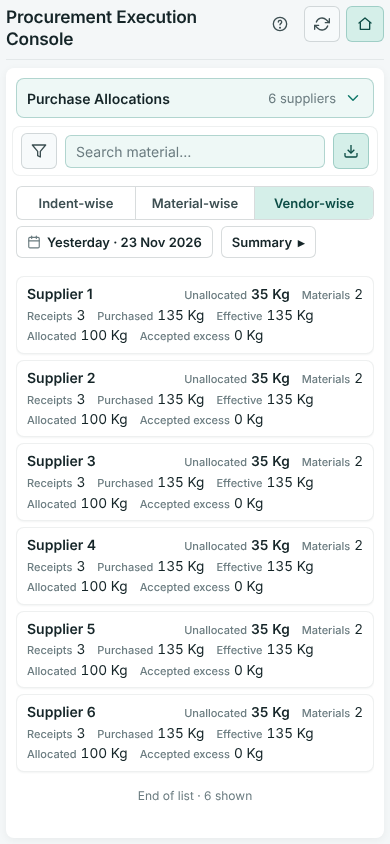 Procurement Execution
Console
Purchase Allocations 6 suppliers
Search material...
Indent-wise Material-wise Vendor-wise
Yesterday · 23 Nov 2026 Summary ▸
Supplier 1 Unallocated 35 Kg Materials 2
Receipts 3 Purchased 135 Kg Effective 135 Kg
Allocated 100 Kg Accepted excess 0 Kg
Supplier 2 Unallocated 35 Kg Materials 2
Receipts 3 Purchased 135 Kg Effective 135 Kg
Allocated 100 Kg Accepted excess 0 Kg
Supplier 3 Unallocated 35 Kg Materials 2
Receipts 3 Purchased 135 Kg Effective 135 Kg
Allocated 100 Kg Accepted excess 0 Kg
Supplier 4 Unallocated 35 Kg Materials 2
Receipts 3 Purchased 135 Kg Effective 135 Kg
Allocated 100 Kg Accepted excess 0 Kg
Supplier 5 Unallocated 35 Kg Materials 2
Receipts 3 Purchased 135 Kg Effective 135 Kg
Allocated 100 Kg Accepted excess 0 Kg
Supplier 6 Unallocated 35 Kg Materials 2
Receipts 3 Purchased 135 Kg Effective 135 Kg
Allocated 100 Kg Accepted excess 0 Kg
End of list · 6 shown